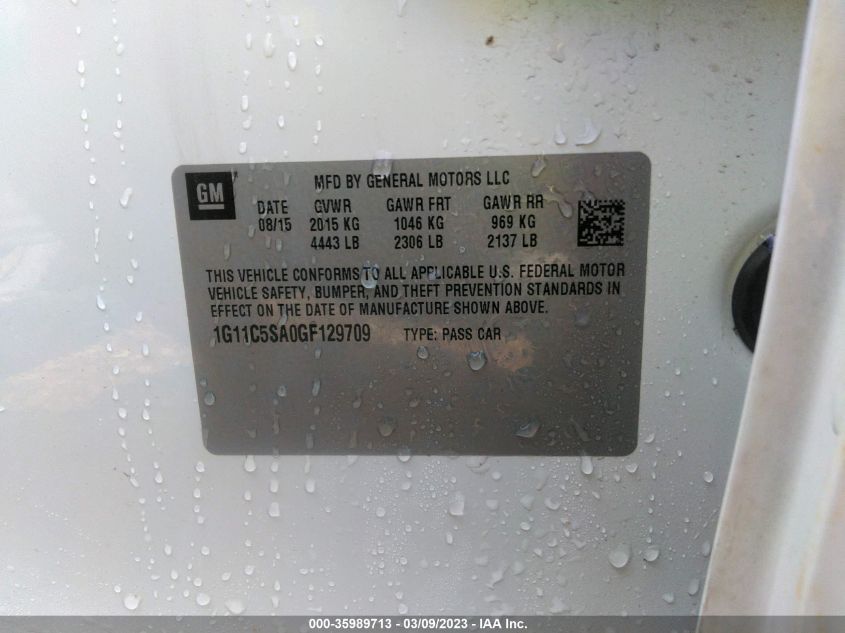 GM
MFD BY GENERAL MOTORS LLC
DATE GVWR GAWR FRT GAWR RR
08/15 2015 KG 1046 KG 969 KG
4443 LB 2306 LB 2137 LB
THIS VEHICLE CONFORMS TO ALL APPLICABLE U.S. FEDERAL MOTOR
VEHICLE SAFETY, BUMPER, AND THEFT PREVENTION STANDARDS IN
EFFECT ON THE DATE OF MANUFACTURE SHOWN ABOVE.
1G11C5SA0GF129709 TYPE: PASS CAR
000-35989713 - 03/09/2023 - IAA Inc.